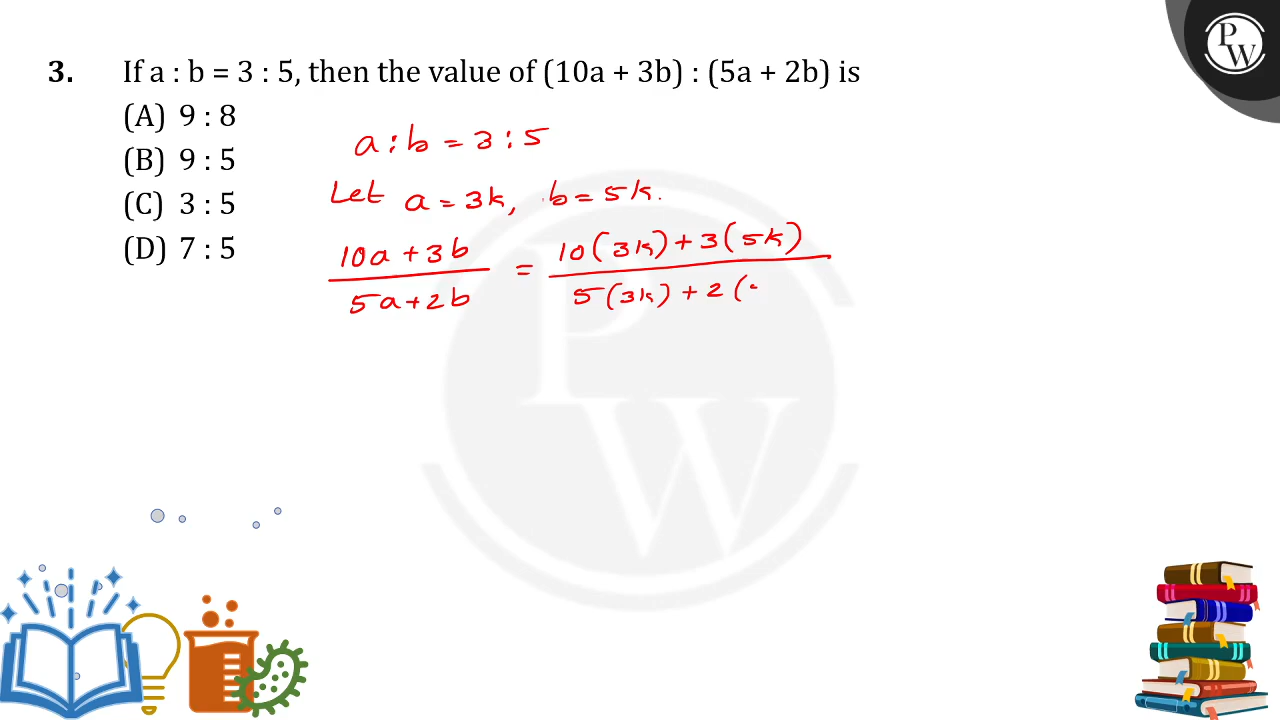 3. If a : b = 3 : 5, then the value of (10a + 3b) : (5a + 2b) is
(A) 9 : 8
(B) 9 : 5
(C) 3 : 5
(D) 7 : 5
a : b = 3 : 5
Let a = 3k, b = 5k.
10a + 3b / 5a + 2b = 10(3k) + 3(5k) / 5(3k) + 2(
P
W
P
W